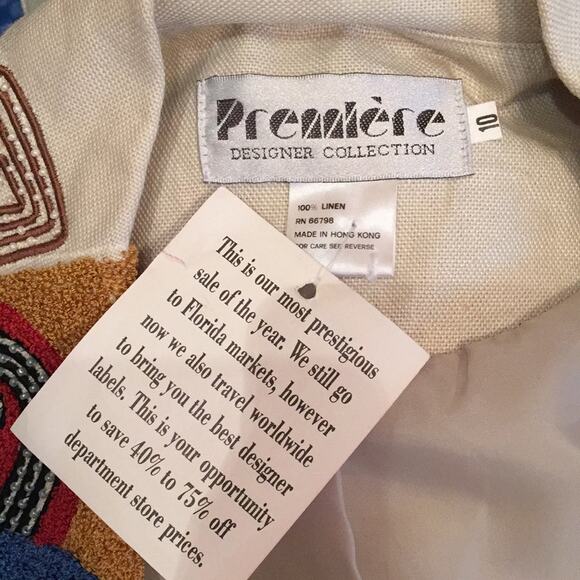 Première
DESIGNER COLLECTION
10
100% LINEN
RN 66798
MADE IN HONG KONG
FOR CARE SEE REVERSE
This is our most prestigious
sale of the year. We still go
to Florida markets, however
now we also travel worldwide
to bring you the best designer
labels. This is your opportunity
to save 40% to 75% off
department store prices.